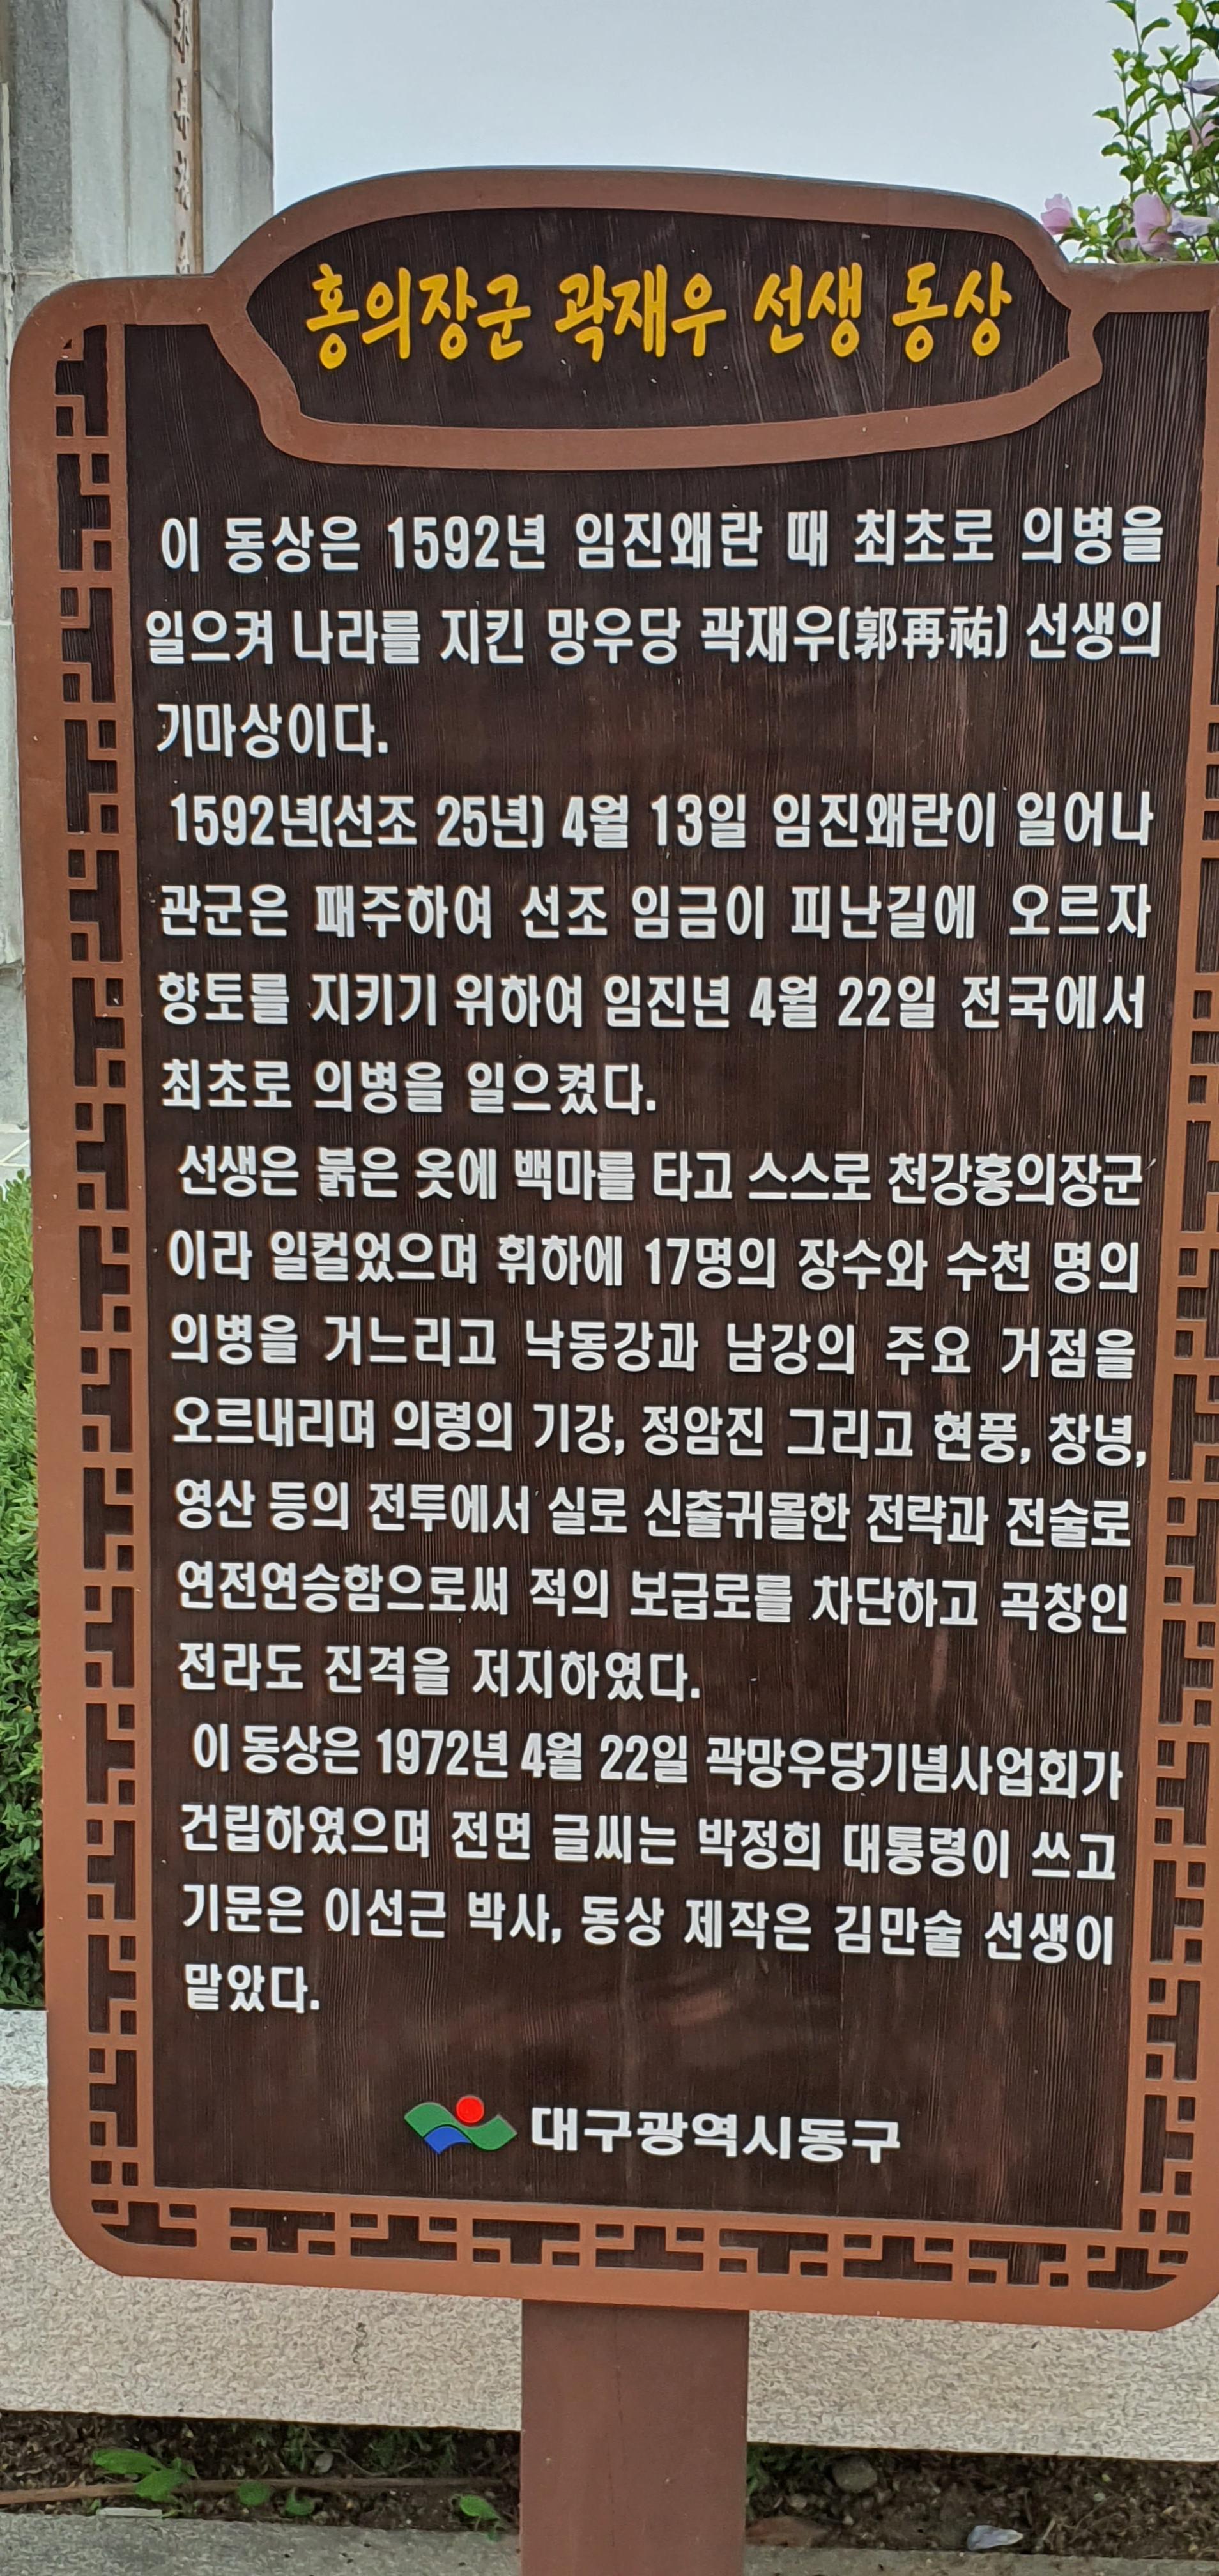 홍의장군 곽재우 선생 동상
이 동상은 1592년 임진왜란 때 최초로 의병을
일으켜 나라를 지킨 망우당 곽재우(郭再祐) 선생의
기마상이다.
1592년(선조 25년) 4월 13일 임진왜란이 일어나
관군은 패주하여 선조 임금이 피난길에 오르자
향토를 지키기 위하여 임진년 4월 22일 전국에서
최초로 의병을 일으켰다.
선생은 붉은 옷에 백마를 타고 스스로 천강홍의장군
이라 일컬었으며 휘하에 17명의 장수와 수천 명의
의병을 거느리고 낙동강과 남강의 주요 거점을
오르내리며 의령의 기강, 정암진 그리고 현풍, 창녕,
영산 등의 전투에서 실로 신출귀몰한 전략과 전술로
연전연승함으로써 적의 보급로를 차단하고 곡창인
전라도 진격을 저지하였다.
이 동상은 1972년 4월 22일 곽망우당기념사업회가
건립하였으며 전면 글씨는 박정희 대통령이 쓰고
기문은 이선근 박사, 동상 제작은 김만술 선생이
맡았다.
대구광역시동구